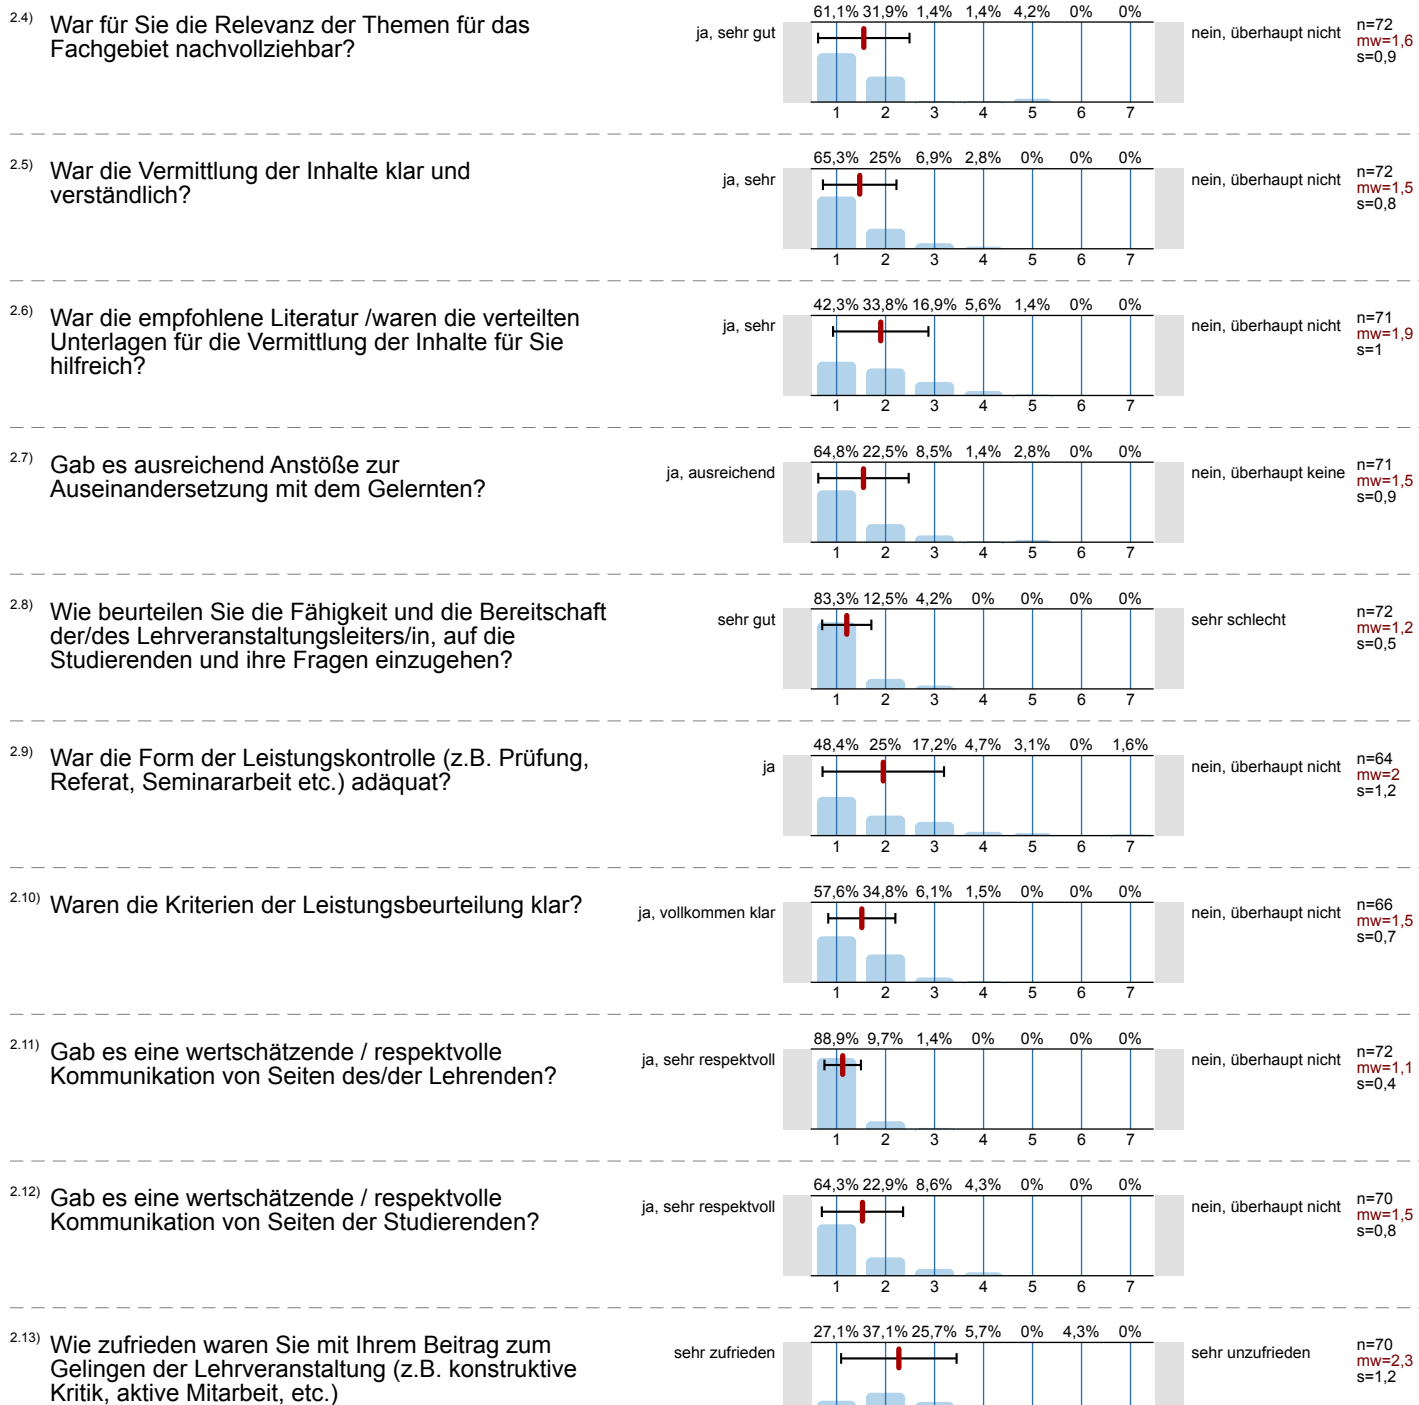 2.4) War für Sie die Relevanz der Themen für das
Fachgebiet nachvollziehbar?
61,1% 31,9% 1,4% 1,4% 4,2% 0% 0%
ja, sehr gut
nein, überhaupt nicht
n=72
mw=1,6
s=0,9
1 2 3 4 5 6 7
2.5) War die Vermittlung der Inhalte klar und
verständlich?
65,3% 25% 6,9% 2,8% 0% 0% 0%
ja, sehr
nein, überhaupt nicht
n=72
mw=1,5
s=0,8
1 2 3 4 5 6 7
2.6) War die empfohlene Literatur /waren die verteilten
Unterlagen für die Vermittlung der Inhalte für Sie
hilfreich?
42,3% 33,8% 16,9% 5,6% 1,4% 0% 0%
ja, sehr
nein, überhaupt nicht
n=71
mw=1,9
s=1
1 2 3 4 5 6 7
2.7) Gab es ausreichend Anstöße zur
Auseinandersetzung mit dem Gelernten?
64,8% 22,5% 8,5% 1,4% 2,8% 0% 0%
ja, ausreichend
nein, überhaupt keine
n=71
mw=1,5
s=0,9
1 2 3 4 5 6 7
2.8) Wie beurteilen Sie die Fähigkeit und die Bereitschaft
der/des Lehrveranstaltungsleiters/in, auf die
Studierenden und ihre Fragen einzugehen?
83,3% 12,5% 4,2% 0% 0% 0% 0%
sehr gut
sehr schlecht
n=72
mw=1,2
s=0,5
1 2 3 4 5 6 7
2.9) War die Form der Leistungskontrolle (z.B. Prüfung,
Referat, Seminararbeit etc.) adäquat?
48,4% 25% 17,2% 4,7% 3,1% 0% 1,6%
ja
nein, überhaupt nicht
n=64
mw=2
s=1,2
1 2 3 4 5 6 7
2.10) Waren die Kriterien der Leistungsbeurteilung klar?
57,6% 34,8% 6,1% 1,5% 0% 0% 0%
ja, vollkommen klar
nein, überhaupt nicht
n=66
mw=1,5
s=0,7
1 2 3 4 5 6 7
2.11) Gab es eine wertschätzende / respektvolle
Kommunikation von Seiten des/der Lehrenden?
88,9% 9,7% 1,4% 0% 0% 0% 0%
ja, sehr respektvoll
nein, überhaupt nicht
n=72
mw=1,1
s=0,4
1 2 3 4 5 6 7
2.12) Gab es eine wertschätzende / respektvolle
Kommunikation von Seiten der Studierenden?
64,3% 22,9% 8,6% 4,3% 0% 0% 0%
ja, sehr respektvoll
nein, überhaupt nicht
n=70
mw=1,5
s=0,8
1 2 3 4 5 6 7
2.13) Wie zufrieden waren Sie mit Ihrem Beitrag zum
Gelingen der Lehrveranstaltung (z.B. konstruktive
Kritik, aktive Mitarbeit, etc.)
27,1% 37,1% 25,7% 5,7% 0% 4,3% 0%
sehr zufrieden
sehr unzufrieden
n=70
mw=2,3
s=1,2